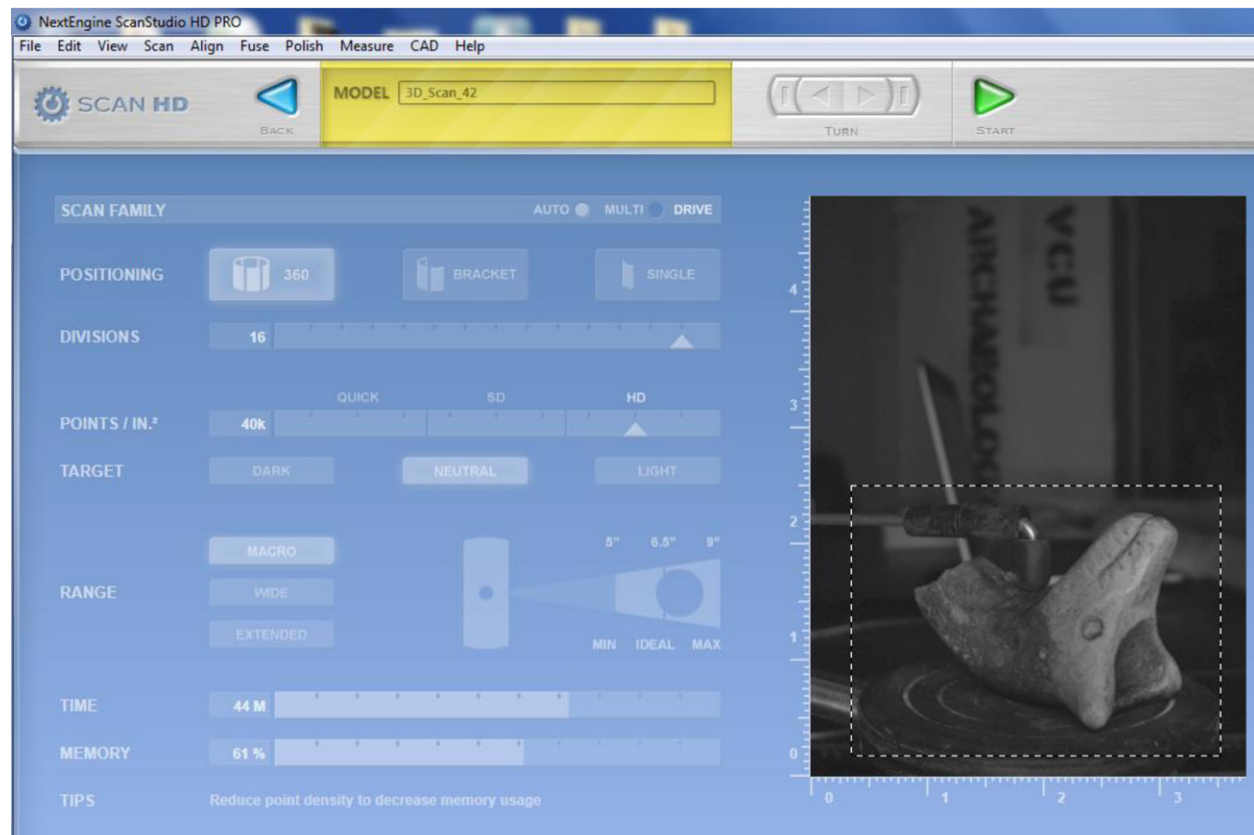 NextEngine ScanStudio HD PRO
File Edit View Scan Align Fuse Polish Measure CAD Help
SCAN HD
BACK
MODEL 3D_Scan_42
TURN
START
SCAN FAMILY AUTO MULTI DRIVE
POSITIONING 360 BRACKET SINGLE
DIVISIONS 16
QUICK SD HD
POINTS / IN.² 40k
TARGET DARK NEUTRAL LIGHT
RANGE
MACRO
WIDE
EXTENDED
5" 6.5" 9"
MIN IDEAL MAX
TIME 44 M
MEMORY 61 %
TIPS Reduce point density to decrease memory usage
VCU
ARCHAEOLOG
4
3
2
1
0
0 1 2 3